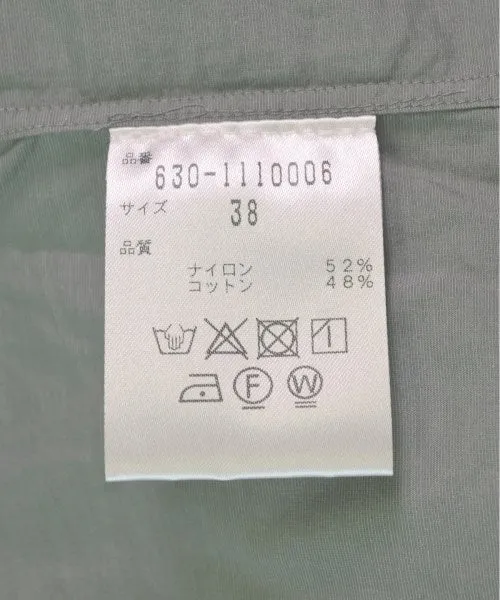 品番
630-1110006
サイズ 38
品質
ナイロン 52%
コットン 48%
F W